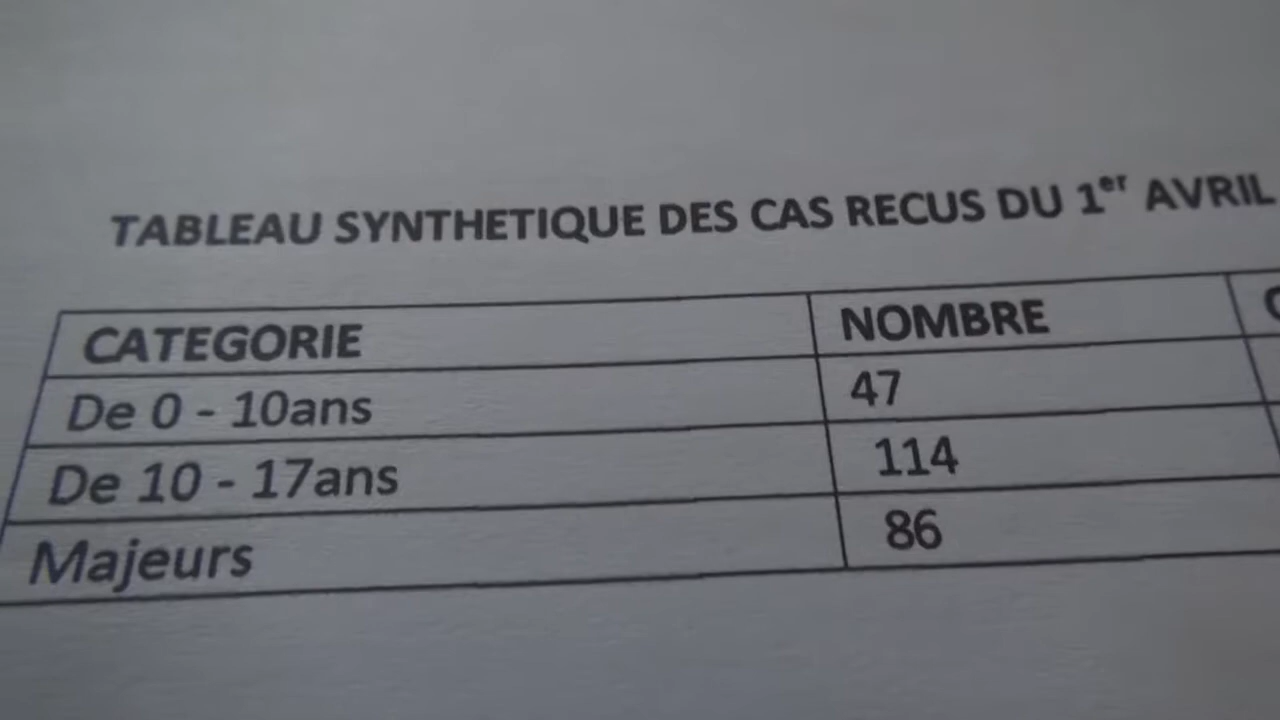 TABLEAU SYNTHETIQUE DES CAS RECUS DU 1er AVRIL
CATEGORIE NOMBRE
De 0 - 10ans 47
De 10 - 17ans 114
Majeurs 86